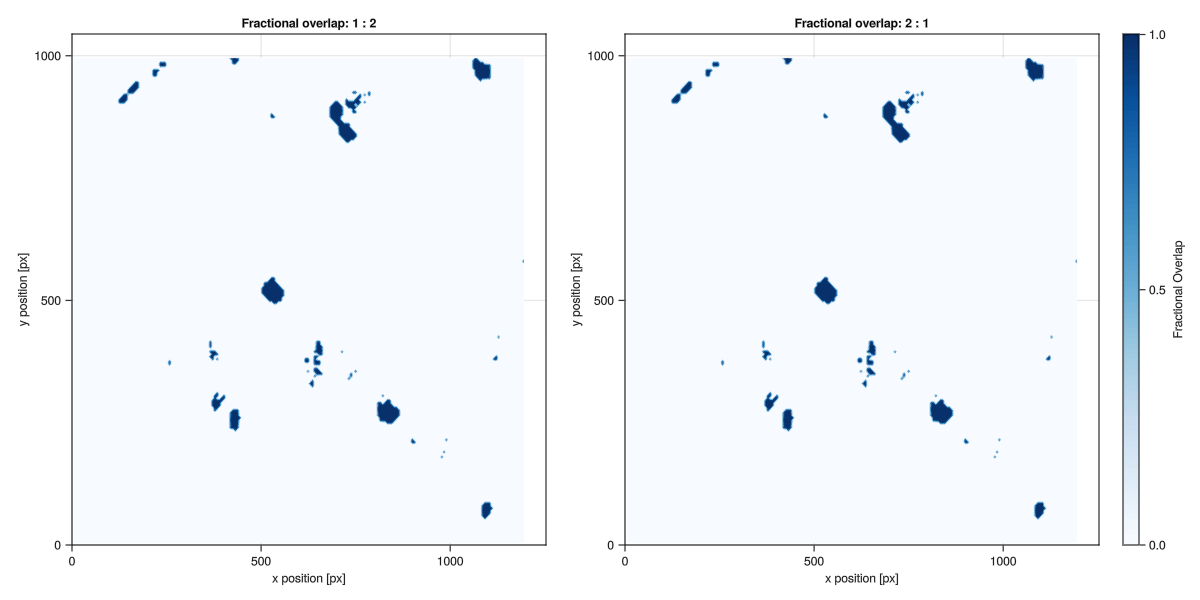 Fractional overlap: 1 : 2
1000
500
0
0
500
1000
y position [px]
x position [px]
Fractional overlap: 2 : 1
1000
500
0
0
500
1000
y position [px]
x position [px]
1.0
0.5
0.0
Fractional Overlap